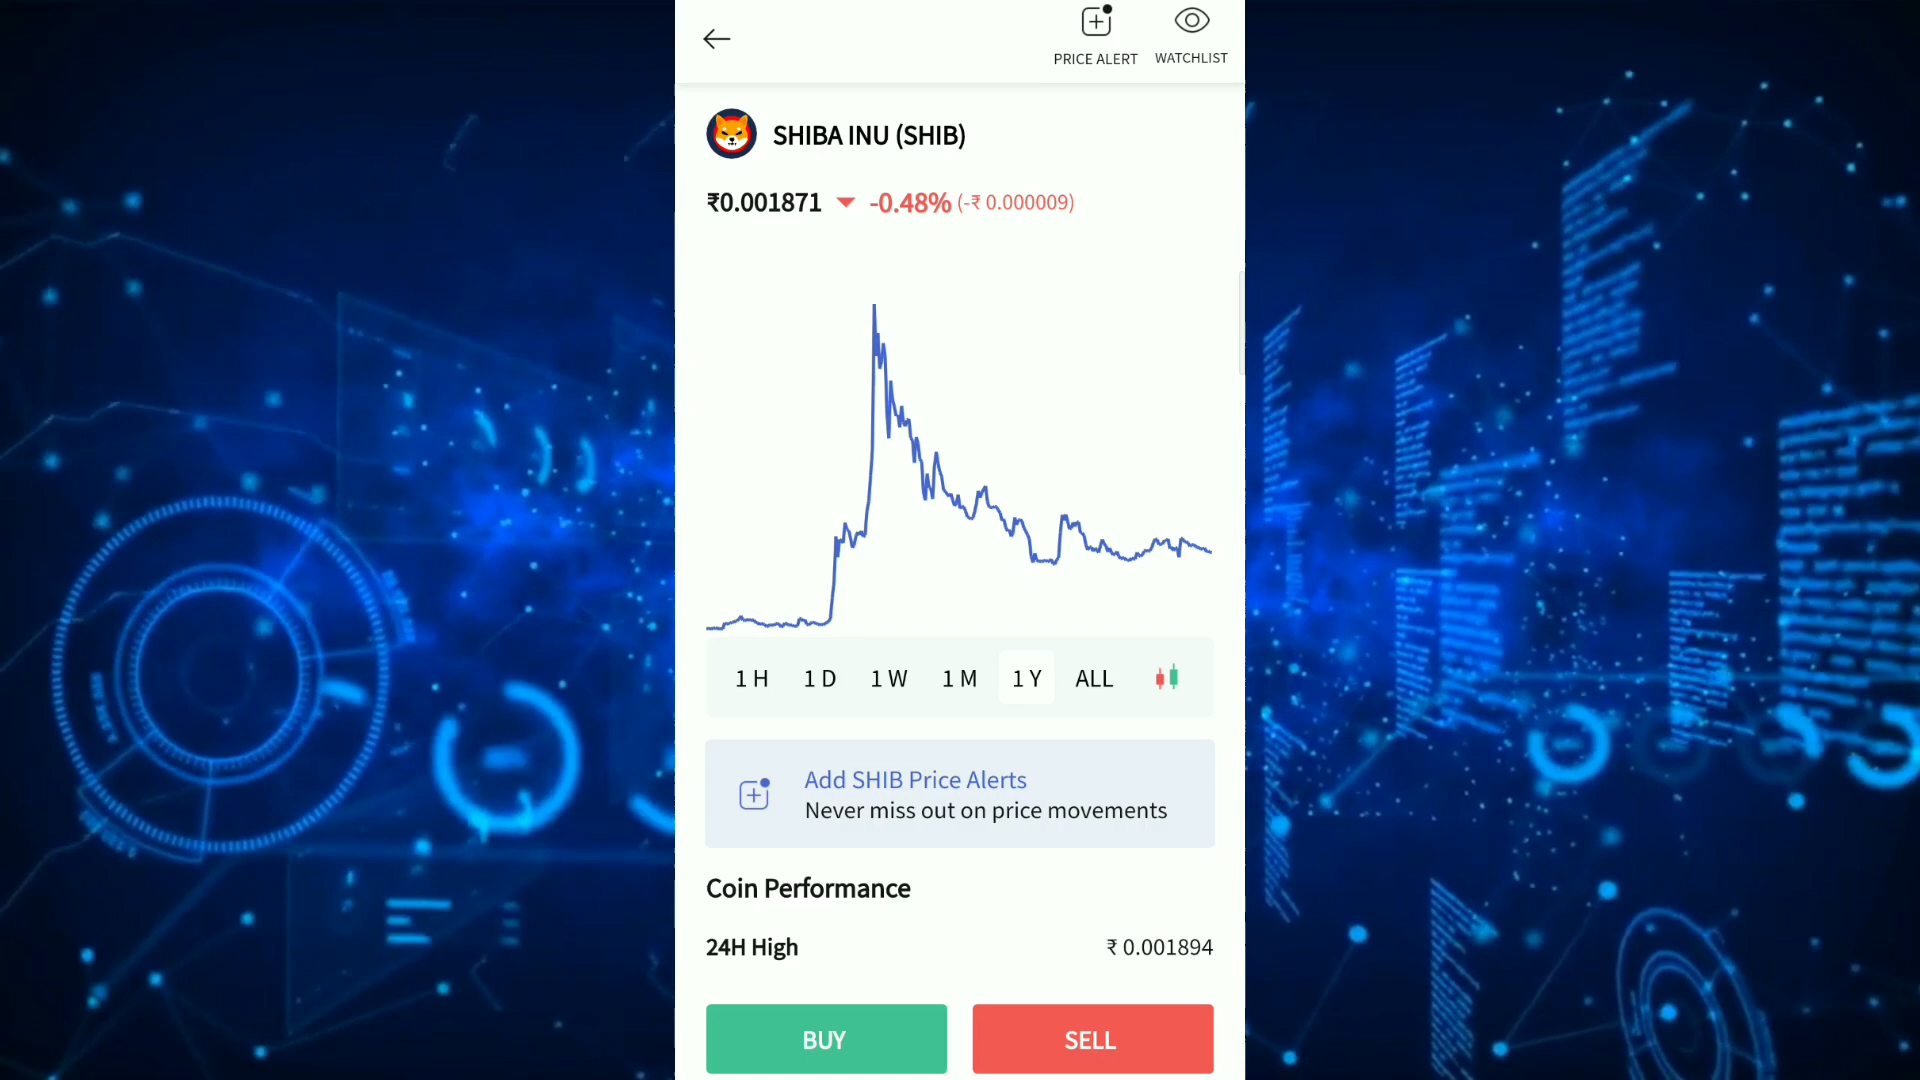 PRICE ALERT
WATCHLIST
SHIBA INU (SHIB)
₹0.001871 ▼ -0.48% (-₹ 0.000009)
1 H 1 D 1 W 1 M 1 Y ALL
Add SHIB Price Alerts
Never miss out on price movements
Coin Performance
24H High ₹ 0.001894
BUY SELL